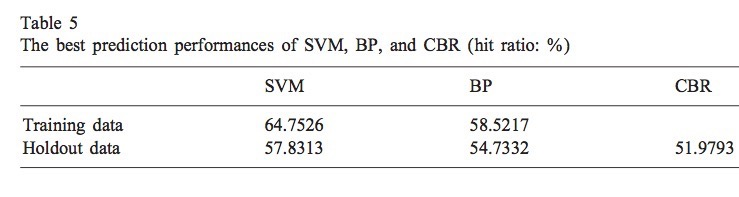 Table 5
The best prediction performances of SVM, BP, and CBR (hit ratio: %)
SVM BP CBR
Training data 64.7526 58.5217
Holdout data 57.8313 54.7332 51.9793